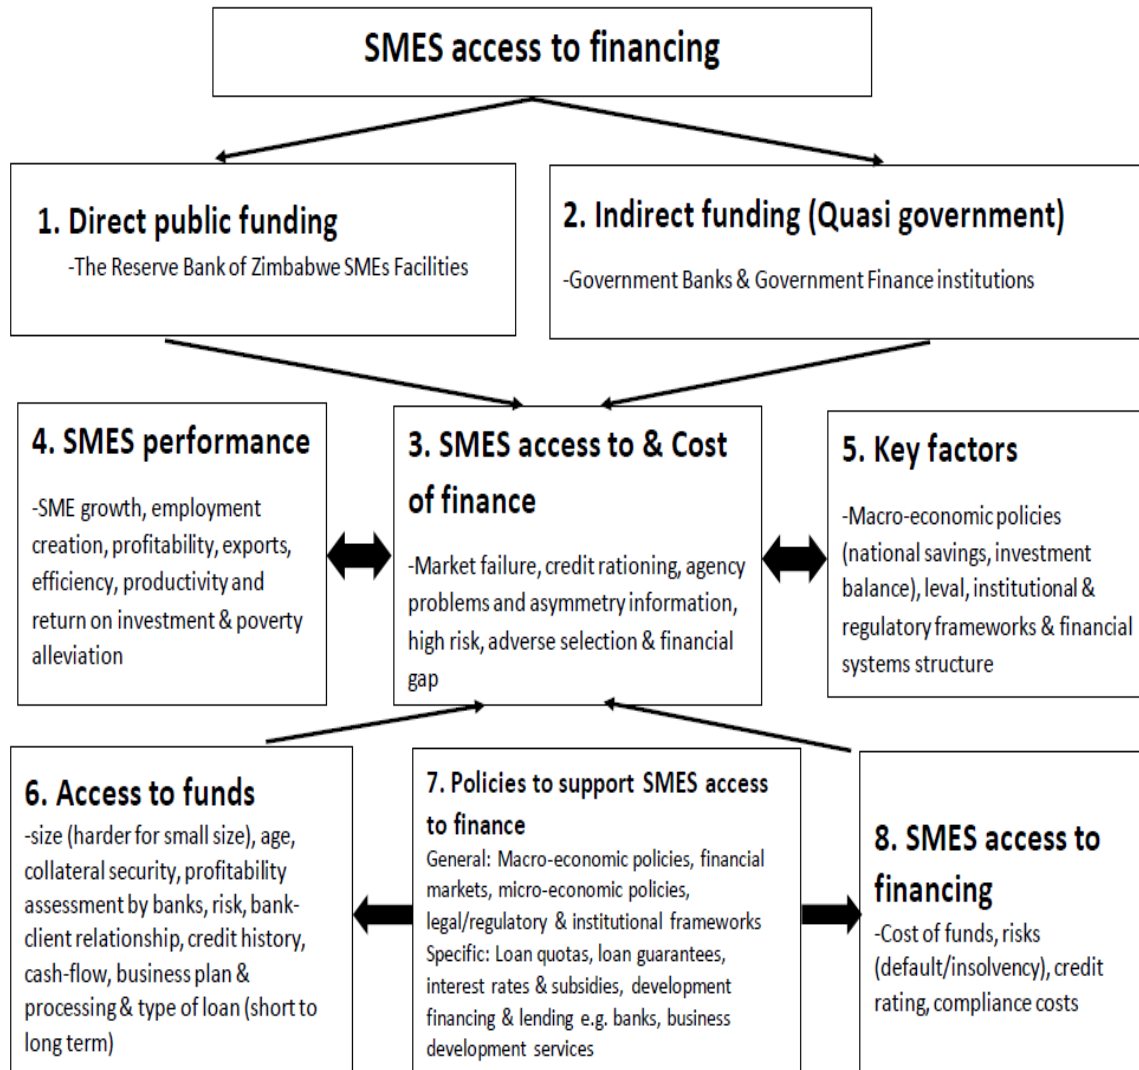 SMES access to financing
1. Direct public funding
-The Reserve Bank of Zimbabwe SMEs Facilities
2. Indirect funding (Quasi government)
-Government Banks & Government Finance institutions
4. SMES performance
-SME growth, employment
creation, profitability, exports,
efficiency, productivity and
return on investment & poverty
alleviation
3. SMES access to & Cost
of finance
-Market failure, credit rationing, agency
problems and asymmetry information,
high risk, adverse selection & financial
gap
5. Key factors
-Macro-economic policies
(national savings, investment
balance), leval, institutional &
regulatory frameworks & financial
systems structure
6. Access to funds
-size (harder for small size), age,
collateral security, profitability
assessment by banks, risk, bank-
client relationship, credit history,
cash-flow, business plan &
processing & type of loan (short to
long term)
7. Policies to support SMES access
to finance
General: Macro-economic policies, financial
markets, micro-economic policies,
legal/regulatory & institutional frameworks
Specific: Loan quotas, loan guarantees,
interest rates & subsidies, development
financing & lending e.g. banks, business
development services
8. SMES access to
financing
-Cost of funds, risks
(default/insolvency), credit
rating, compliance costs